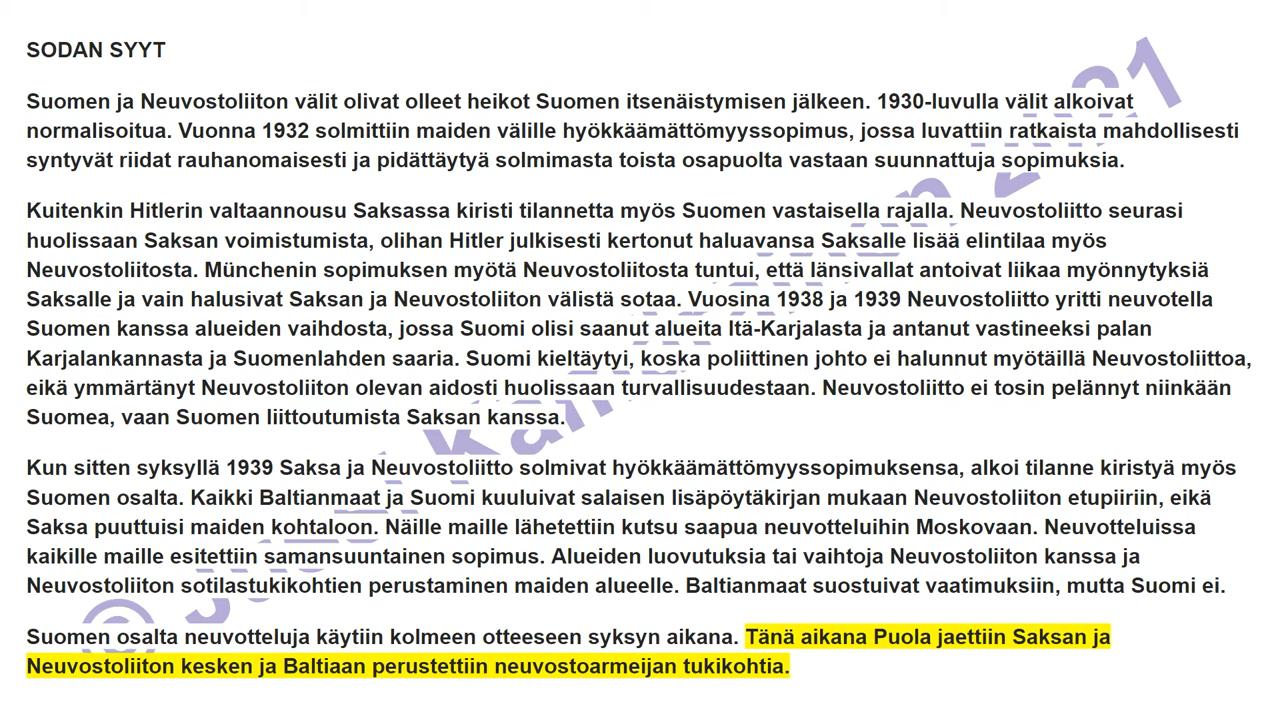 SODAN SYYT
Suomen ja Neuvostoliiton välit olivat olleet heikot Suomen itsenäistymisen jälkeen. 1930-luvulla välit alkoivat
normalisoitua. Vuonna 1932 solmittiin maiden välille hyökkäämättömyyssopimus, jossa luvattiin ratkaista mahdollisesti
syntyvät riidat rauhanomaisesti ja pidättäytyä solmimasta toista osapuolta vastaan suunnattuja sopimuksia.
Kuitenkin Hitlerin valtaannousu Saksassa kiristi tilannetta myös Suomen vastaisella rajalla. Neuvostoliitto seurasi
huolissaan Saksan voimistumista, olihan Hitler julkisesti kertonut haluavansa Saksalle lisää elintilaa myös
Neuvostoliitosta. Münchenin sopimuksen myötä Neuvostoliitosta tuntui, että länsivallat antoivat liikaa myönnytyksiä
Saksalle ja vain halusivat Saksan ja Neuvostoliiton välistä sotaa. Vuosina 1938 ja 1939 Neuvostoliitto yritti neuvotella
Suomen kanssa alueiden vaihdosta, jossa Suomi olisi saanut alueita Itä-Karjalasta ja antanut vastineeksi palan
Karjalankannasta ja Suomenlahden saaria. Suomi kieltäytyi, koska poliittinen johto ei halunnut myötäillä Neuvostoliittoa,
eikä ymmärtänyt Neuvostoliiton olevan aidosti huolissaan turvallisuudestaan. Neuvostoliitto ei tosin pelännyt niinkään
Suomea, vaan Suomen liittoutumista Saksan kanssa.
Kun sitten syksyllä 1939 Saksa ja Neuvostoliitto solmivat hyökkäämättömyyssopimuksensa, alkoi tilanne kiristyä myös
Suomen osalta. Kaikki Baltianmaat ja Suomi kuuluivat salaisen lisäpöytäkirjan mukaan Neuvostoliiton etupiiriin, eikä
Saksa puuttuisi maiden kohtaloon. Näille maille lähetettiin kutsu saapua neuvotteluihin Moskovaan. Neuvotteluissa
kaikille maille esitettiin samansuuntainen sopimus. Alueiden luovutuksia tai vaihtoja Neuvostoliiton kanssa ja
Neuvostoliiton sotilastukikohtien perustaminen maiden alueelle. Baltianmaat suostuivat vaatimuksiin, mutta Suomi ei.
Suomen osalta neuvotteluja käytiin kolmeen otteeseen syksyn aikana. Tänä aikana Puola jaettiin Saksan ja
Neuvostoliiton kesken ja Baltiaan perustettiin neuvostoarmeijan tukikohtia.